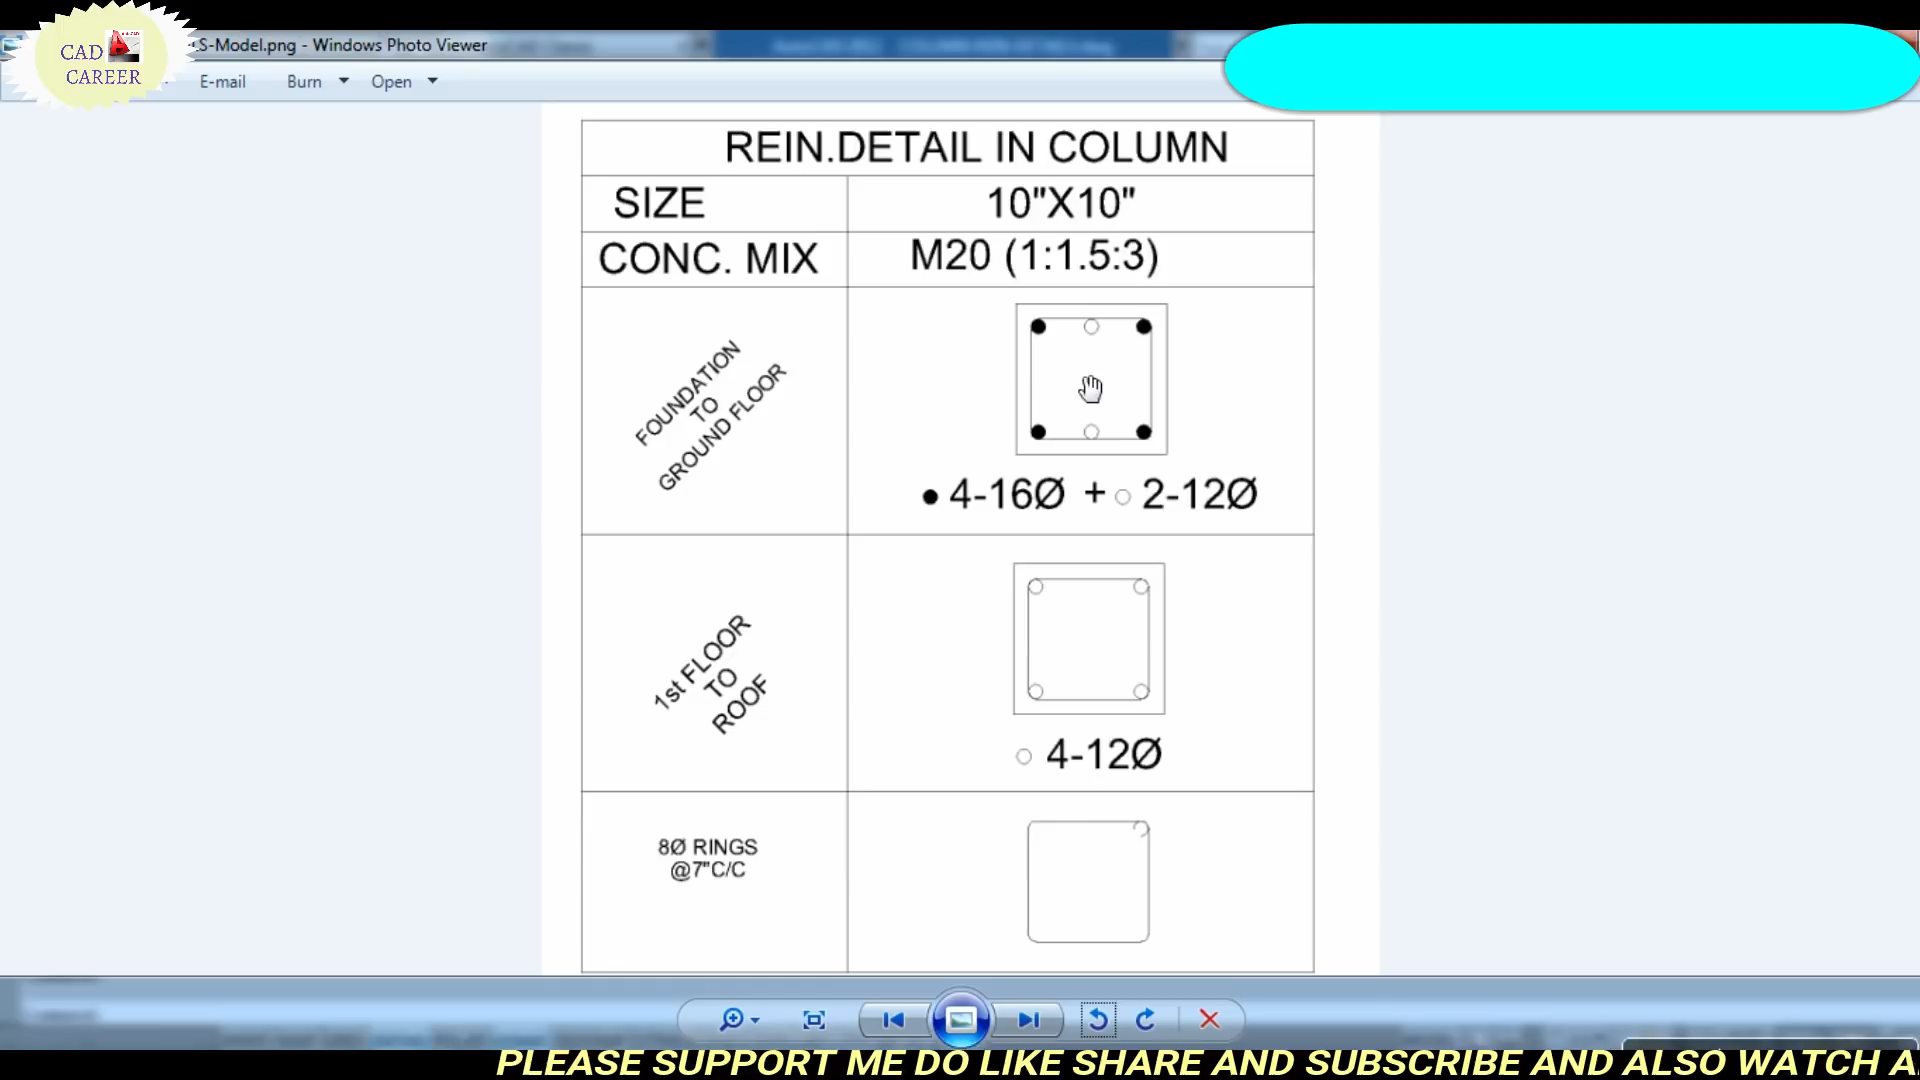 CAD
CAREER
LS-Model.png - Windows Photo Viewer
E-mail Burn Open
REIN.DETAIL IN COLUMN
SIZE 10"X10"
CONC. MIX M20 (1:1.5:3)
FOUNDATION
TO
GROUND FLOOR
4-16Ø + 2-12Ø
1st FLOOR
TO
ROOF
4-12Ø
8Ø RINGS
@7"C/C
PLEASE SUPPORT ME DO LIKE SHARE AND SUBSCRIBE AND ALSO WATCH A